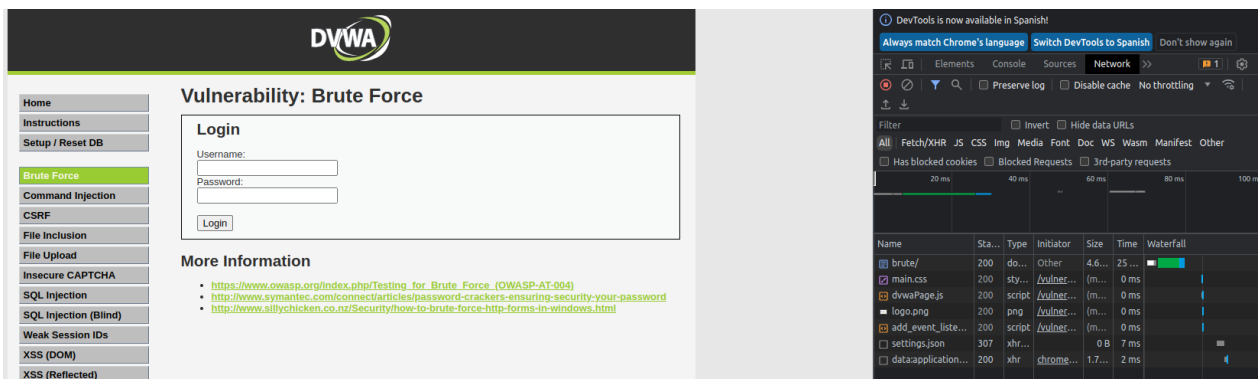 DVWA
Home
Instructions
Setup / Reset DB
Brute Force
Command Injection
CSRF
File Inclusion
File Upload
Insecure CAPTCHA
SQL Injection
SQL Injection (Blind)
Weak Session IDs
XSS (DOM)
XSS (Reflected)
Vulnerability: Brute Force
Login
Username:
Password:
Login
More Information
https://www.owasp.org/index.php/Testing_for_Brute_Force_(OWASP-AT-004)
http://www.symantec.com/connect/articles/password-crackers-ensuring-security-your-password
http://www.sillychicken.co.nz/Security/how-to-brute-force-http-forms-in-windows.html
DevTools is now available in Spanish!
Always match Chrome's language Switch DevTools to Spanish Don't show again
Elements Console Sources Network 1
Preserve log Disable cache No throttling
Filter Invert Hide data URLs
All Fetch/XHR JS CSS Img Media Font Doc WS Wasm Manifest Other
Has blocked cookies Blocked Requests 3rd-party requests
20 ms 40 ms 60 ms 80 ms 100 m
Name Sta... Type Initiator Size Time Waterfall
brute/ 200 do... Other 4.6... 25 ...
main.css 200 sty... /vulner... (m... 0 ms
dvwaPage.js 200 script /vulner... (m... 0 ms
logo.png 200 png /vulner... (m... 0 ms
add_event_liste... 200 script /vulner... (m... 0 ms
settings.json 307 xhr... 0 B 7 ms
data:application... 200 xhr chrome... 1.7... 2 ms